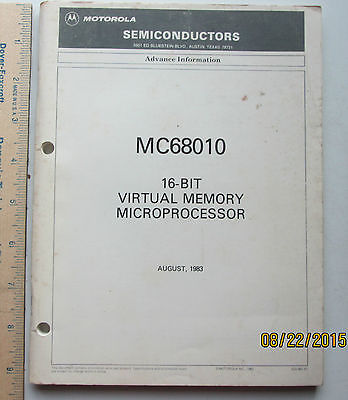 MOTOROLA
SEMICONDUCTORS
3501 ED BLUESTEIN BLVD., AUSTIN, TEXAS 78721
Advance Information
MC68010
16-BIT
VIRTUAL MEMORY
MICROPROCESSOR
AUGUST, 1983
08/22/2015